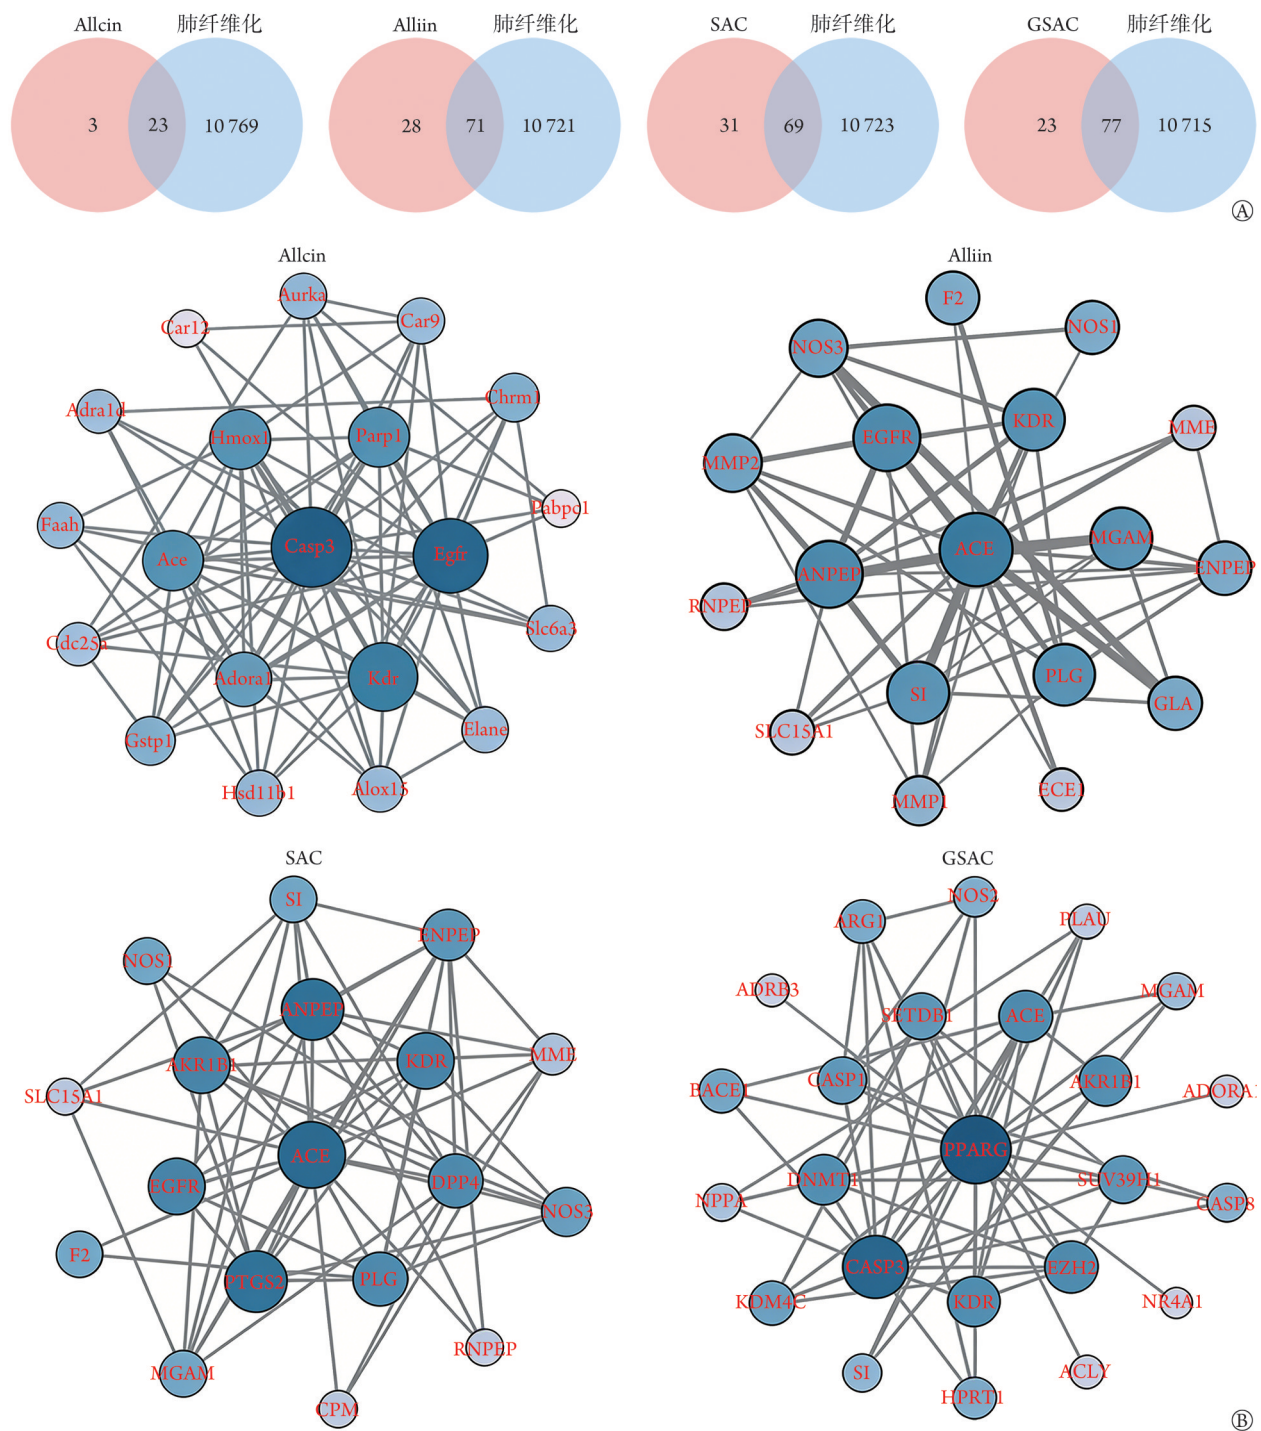 Allcin 肺纤维化
3 23 10 769
Alliin 肺纤维化
28 71 10 721
SAC 肺纤维化
31 69 10 723
GSAC 肺纤维化
23 77 10 715
Ⓐ
Allcin
Aurka
Car12
Car9
Adra1d
Chrm1
Hmox1
Parp1
Pabpc1
Faah
Ace
Casp3
Egfr
Cdc25a
Slc6a3
Adora1
Kdr
Gstp1
Elane
Hsd11b1
Alox15
Alliin
F2
NOS1
NOS3
KDR
MME
EGFR
MMP2
ACE
MGAM
ANPEP
ENPEP
RNPEP
SI
PLG
GLA
SLC15A1
MMP1
ECE1
SAC
SI
ENPEP
NOS1
ANPEP
AKR1B1
KDR
MME
SLC15A1
ACE
EGFR
DPP4
NOS3
F2
PTGS2
PLG
RNPEP
MGAM
CPM
GSAC
NOS2
ARG1
PLAU
ADRB3
MGAM
SETDB1
ACE
BACE1
CASP1
AKR1B1
ADORA
PPARG
NPPA
DNMT1
SUV39H1
CASP8
CASP3
EZH2
KDM4C
KDR
NR4A1
SI
ACLY
HPRT1
Ⓑ